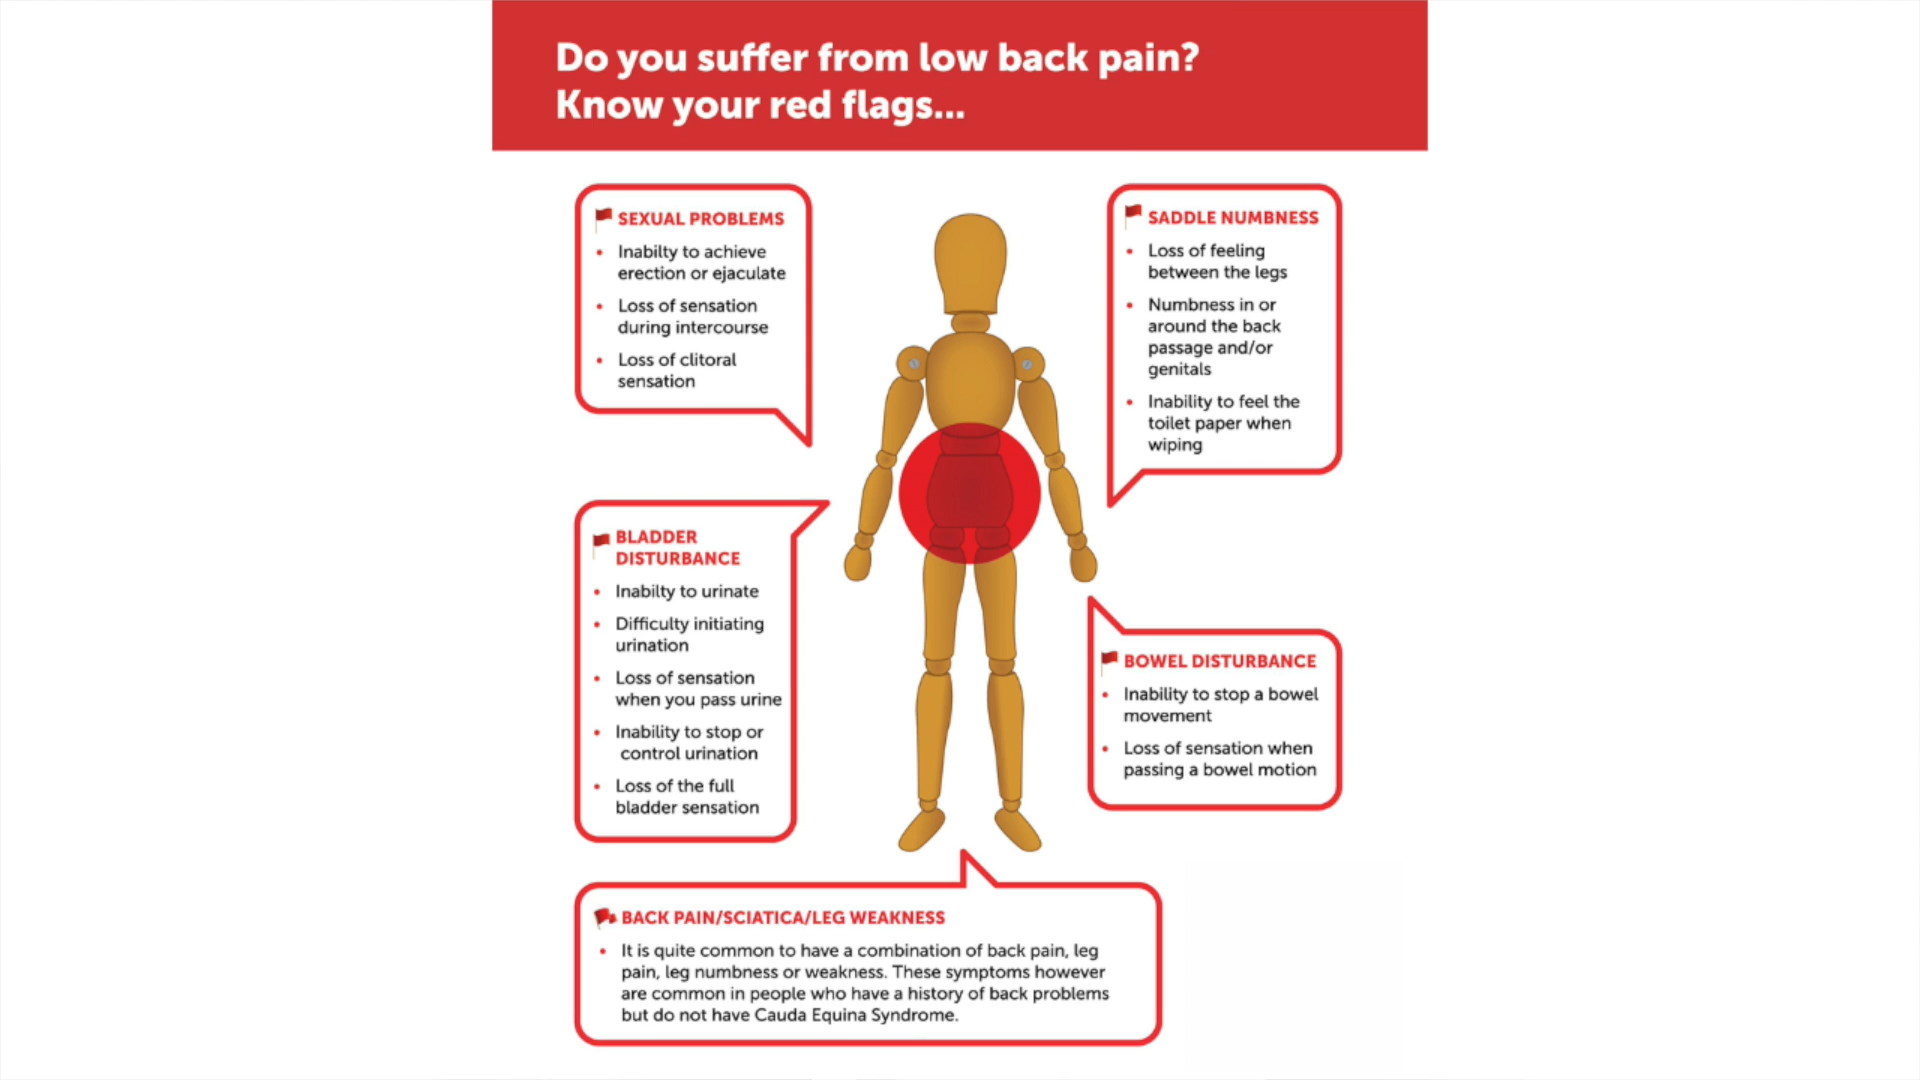 Do you suffer from low back pain?
Know your red flags...
SEXUAL PROBLEMS
• Inabilty to achieve
erection or ejaculate
• Loss of sensation
during intercourse
• Loss of clitoral
sensation
SADDLE NUMBNESS
• Loss of feeling
between the legs
• Numbness in or
around the back
passage and/or
genitals
• Inability to feel the
toilet paper when
wiping
BLADDER
DISTURBANCE
• Inabilty to urinate
• Difficulty initiating
urination
• Loss of sensation
when you pass urine
• Inability to stop or
control urination
• Loss of the full
bladder sensation
BOWEL DISTURBANCE
• Inability to stop a bowel
movement
• Loss of sensation when
passing a bowel motion
BACK PAIN/SCIATICA/LEG WEAKNESS
• It is quite common to have a combination of back pain, leg
pain, leg numbness or weakness. These symptoms however
are common in people who have a history of back problems
but do not have Cauda Equina Syndrome.